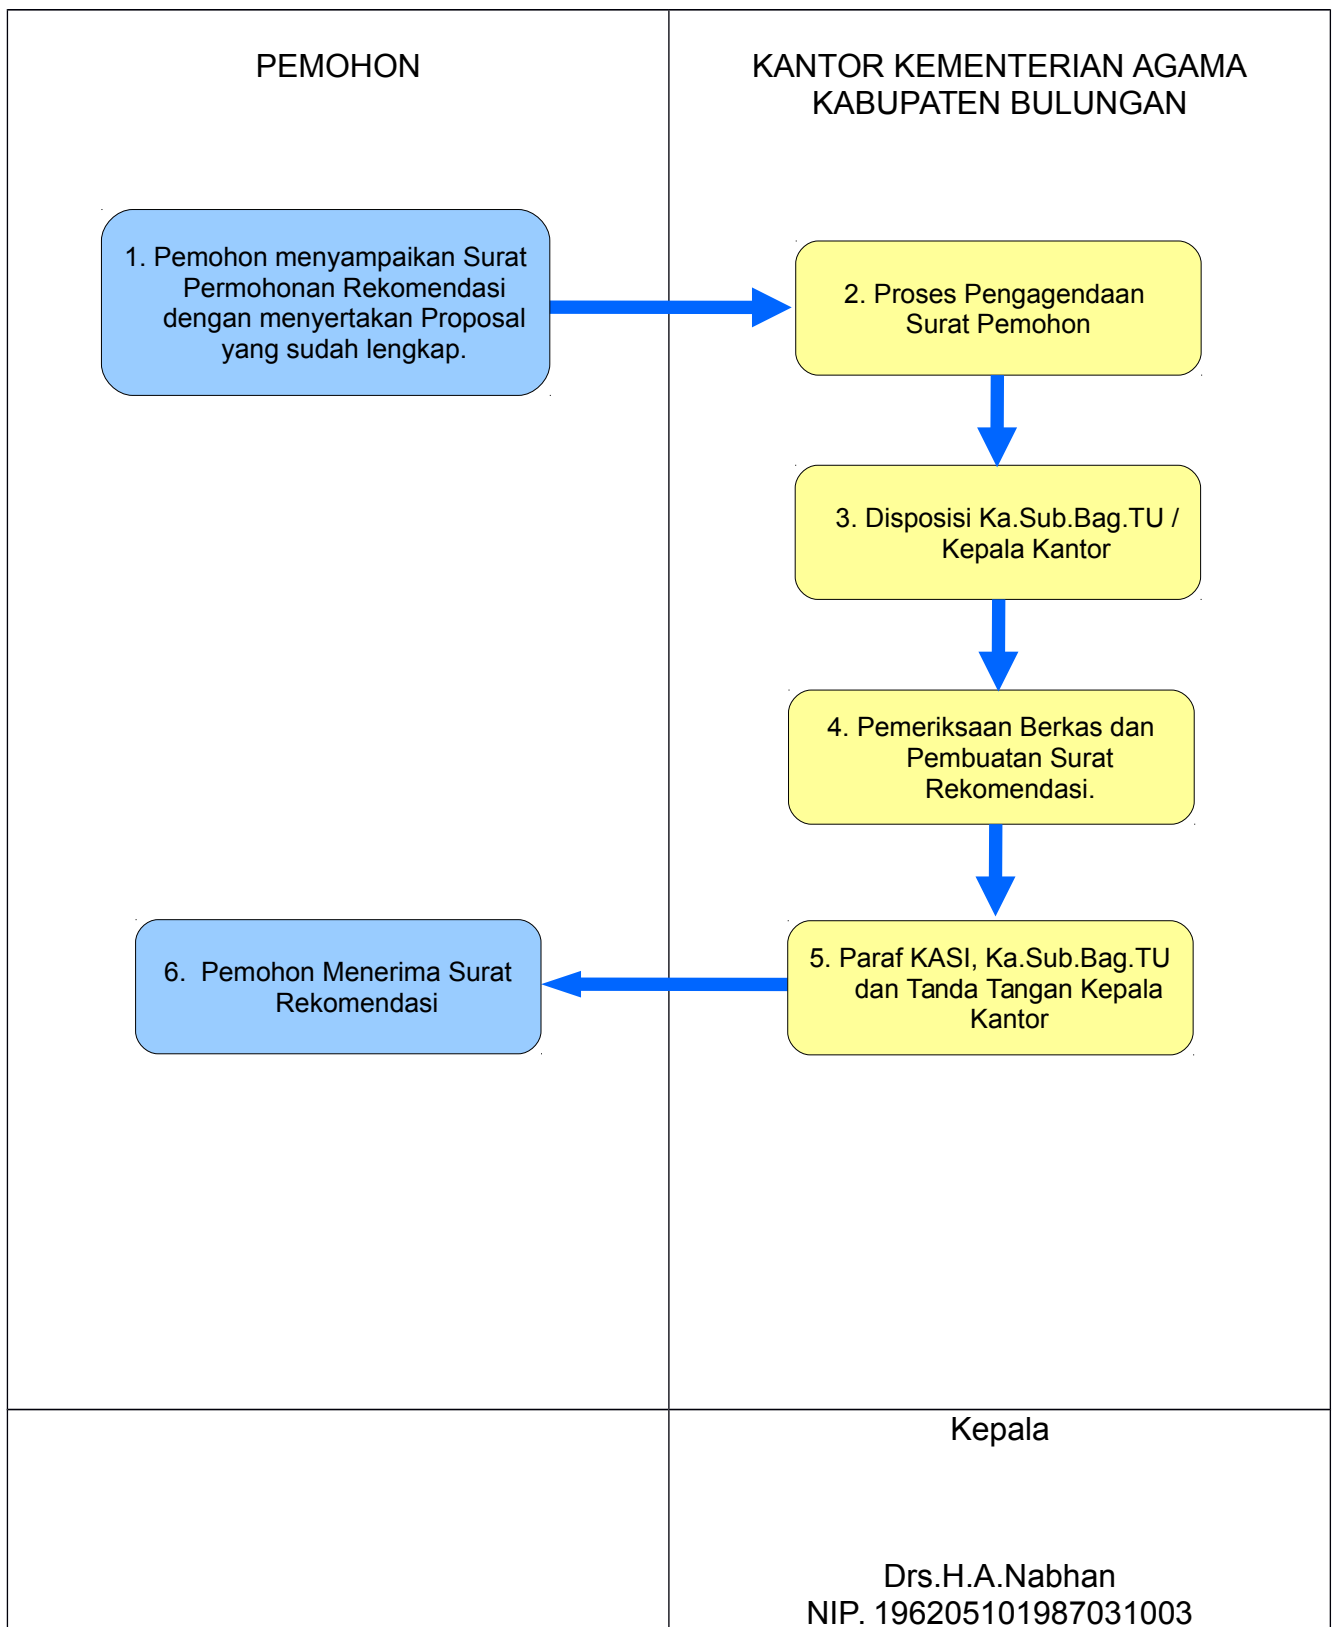 PEMOHON
KANTOR KEMENTERIAN AGAMA
KABUPATEN BULUNGAN
1. Pemohon menyampaikan Surat
Permohonan Rekomendasi
dengan menyertakan Proposal
yang sudah lengkap.
2. Proses Pengagendaan
Surat Pemohon
3. Disposisi Ka.Sub.Bag.TU /
Kepala Kantor
4. Pemeriksaan Berkas dan
Pembuatan Surat
Rekomendasi.
5. Paraf KASI, Ka.Sub.Bag.TU
dan Tanda Tangan Kepala
Kantor
6. Pemohon Menerima Surat
Rekomendasi
Kepala
Drs.H.A.Nabhan
NIP. 196205101987031003